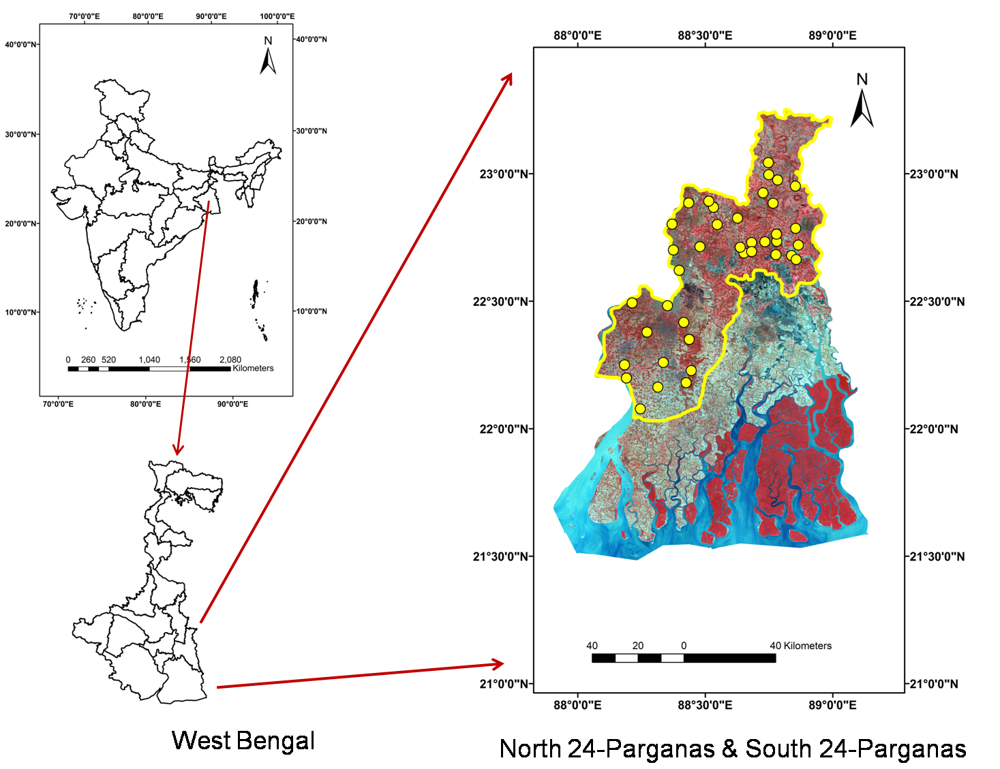 70°0'0"E 80°0'0"E 90°0'0"E 100°0'0"E
40°0'0"N 40°0'0"N
N
30°0'0"N 30°0'0"N
20°0'0"N 20°0'0"N
10°0'0"N 10°0'0"N
0 260 520 1,040 1,560 2,080
Kilometers
70°0'0"E 80°0'0"E 90°0'0"E
West Bengal
88°0'0"E 88°30'0"E 89°0'0"E
N
23°0'0"N 23°0'0"N
22°30'0"N 22°30'0"N
22°0'0"N 22°0'0"N
21°30'0"N 21°30'0"N
40 20 0 40 Kilometers
21°0'0"N 21°0'0"N
88°0'0"E 88°30'0"E 89°0'0"E
North 24-Parganas & South 24-Parganas